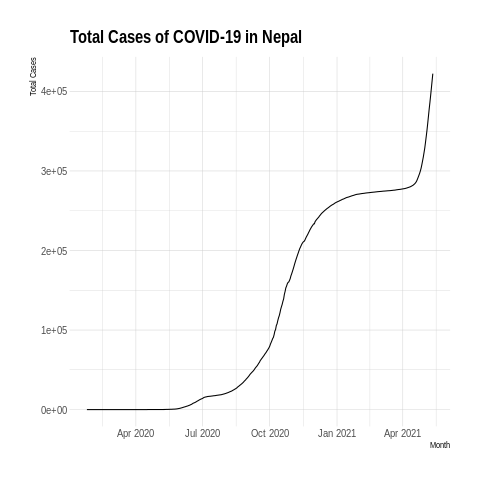 Total Cases of COVID-19 in Nepal
Total Cases
4e+05
3e+05
2e+05
1e+05
0e+00
Apr 2020 Jul 2020 Oct 2020 Jan 2021 Apr 2021
Month